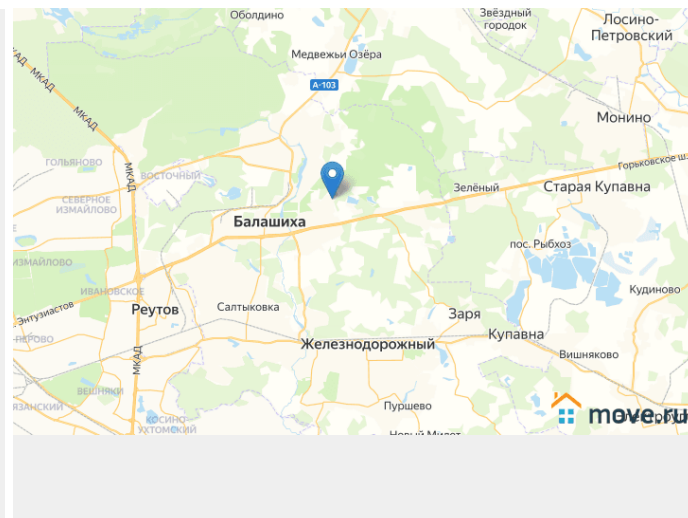 Оболдино
Звёздный
городок
Лосино-
Петровский
Медвежьи Озёра
МКАД
А-103
МКАД
Монино
ГОЛЬЯНОВО
МКАД
ВОСТОЧНЫЙ
Горьковское ш.
Зелёный
Старая Купавна
СЕВЕРНОЕ
ИЗМАЙЛОВО
Балашиха
пос. Рыбхоз
ИЗМАЙЛОВО
ИВАНОВСКОЕ
Кудиново
Энтузиастов
Реутов
Салтыковка
Заря
ПЕРОВО
Железнодорожный
Купавна
МКАД
Вишняково
ВЕШНЯКИ
РЯЗАНСКИЙ
Пуршево
КОСИНО-
УХТОМСКИЙ
move.ru